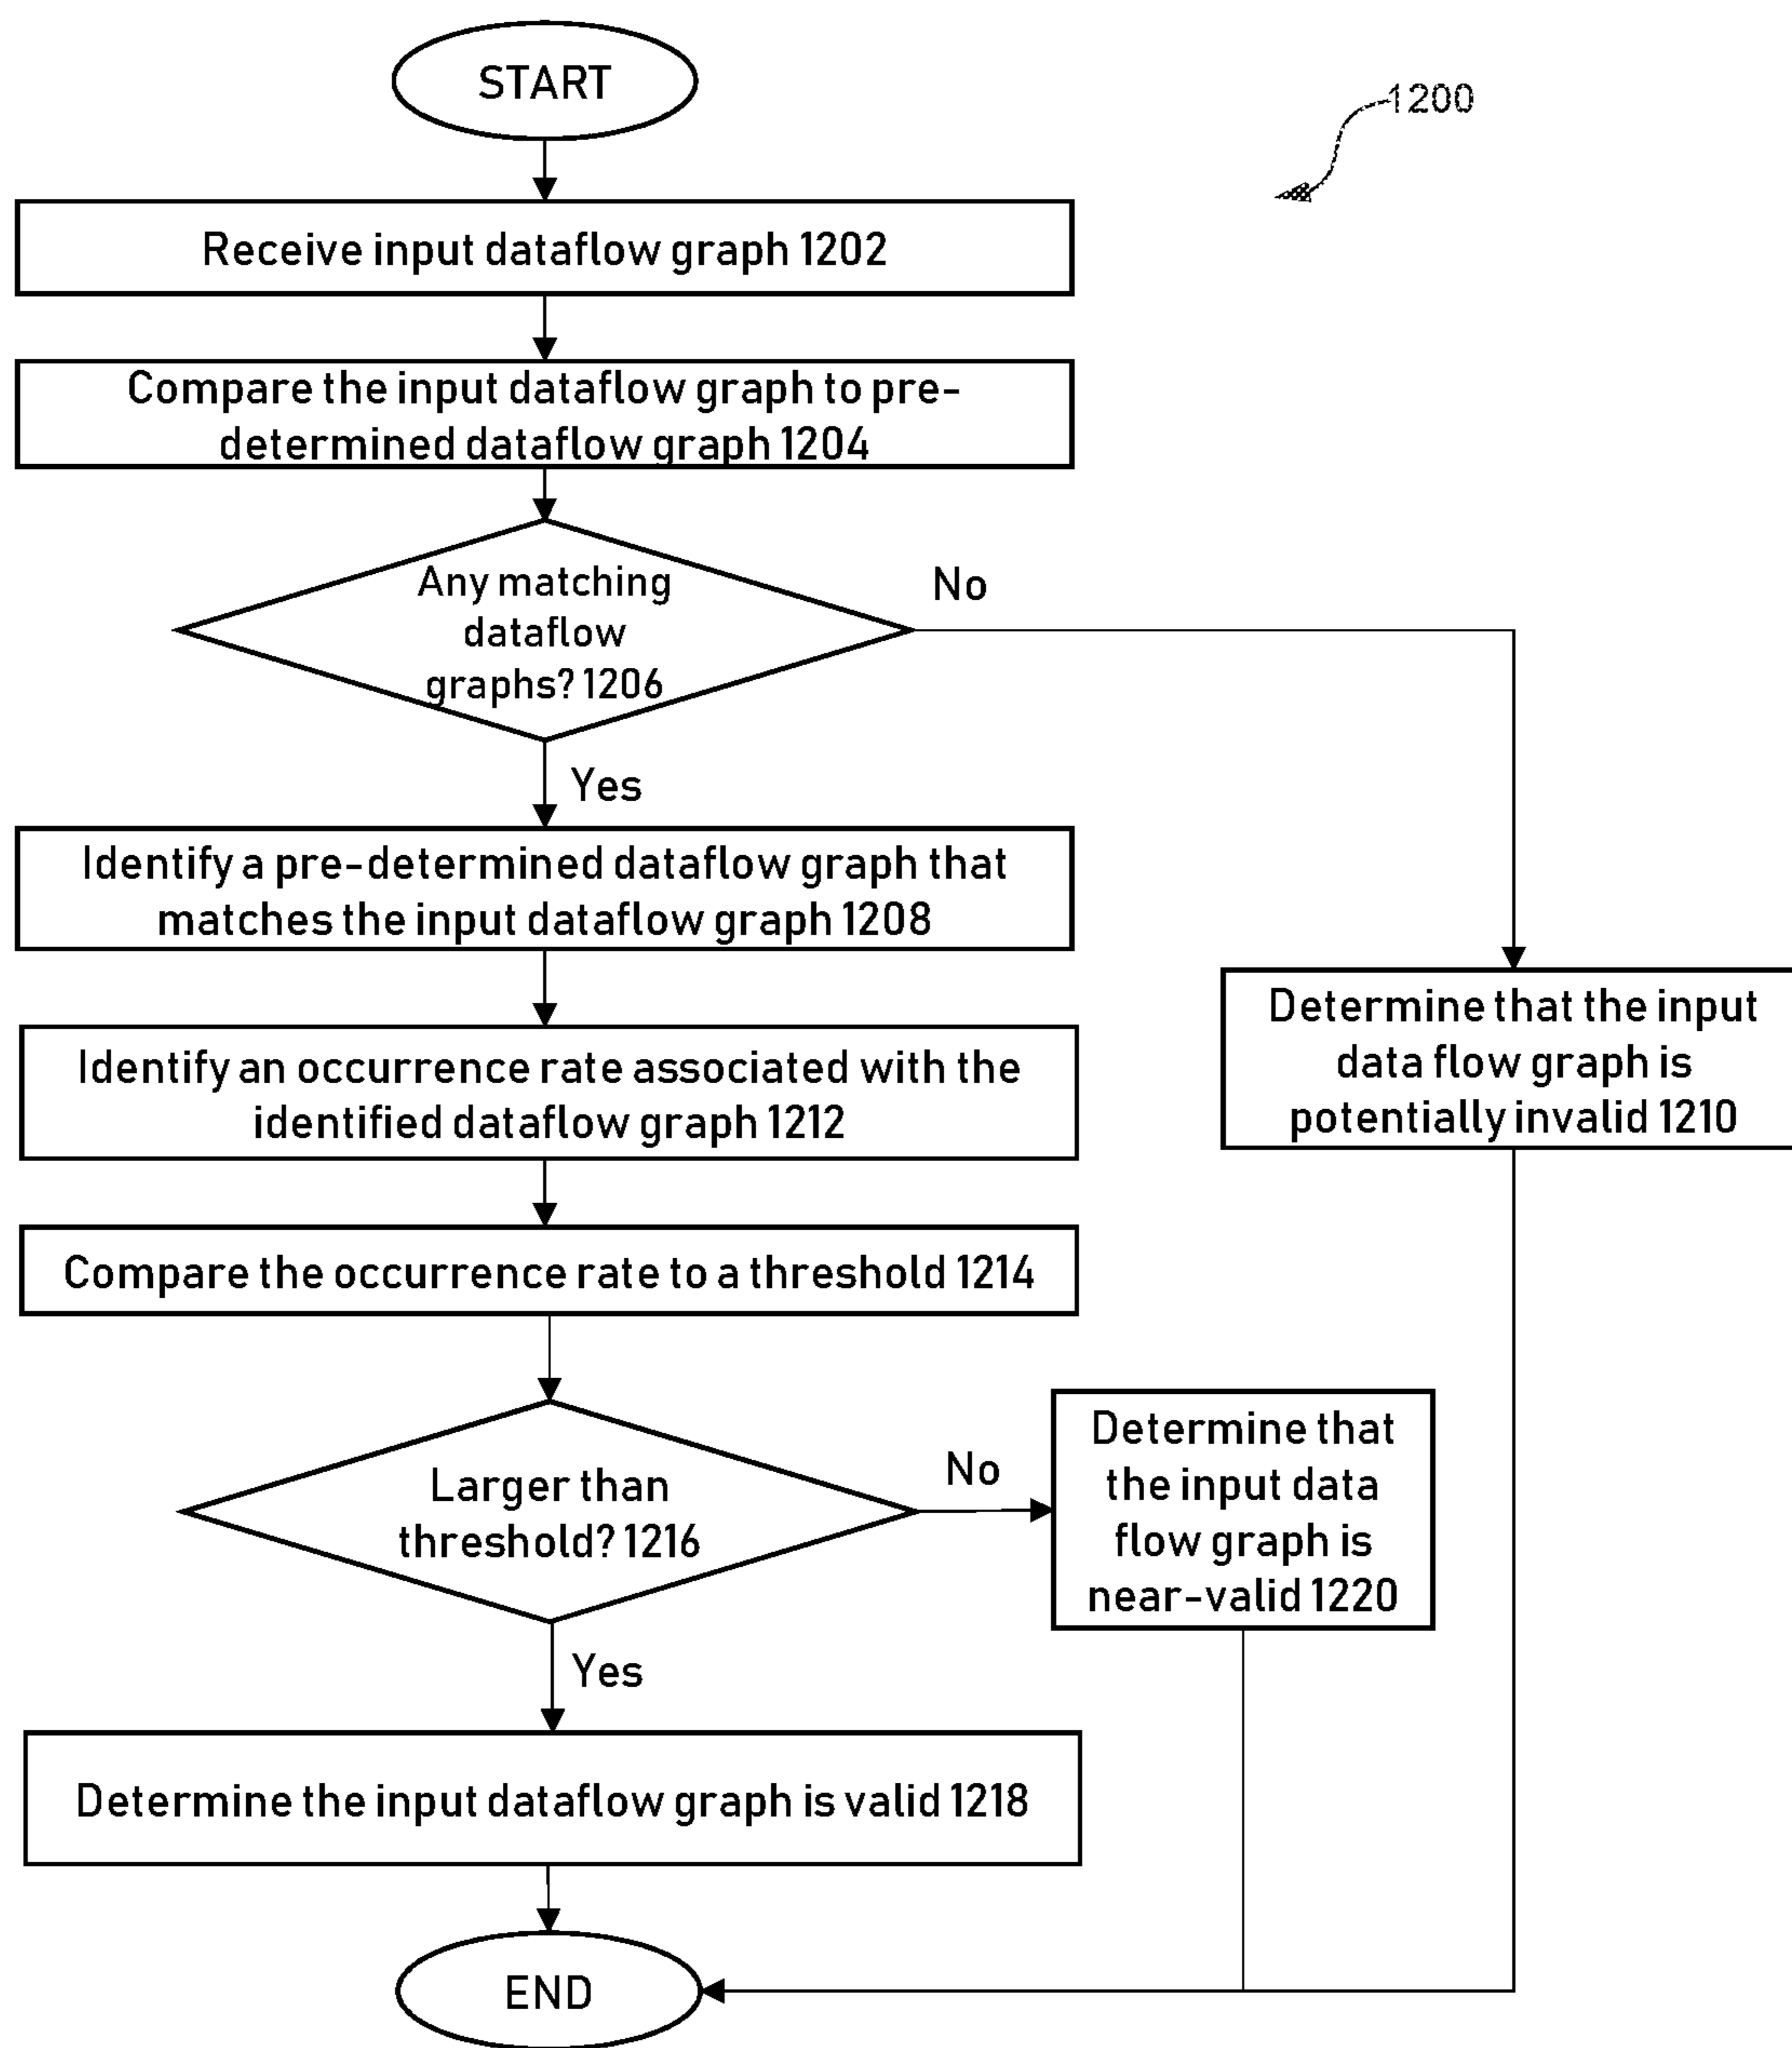 START
1200
Receive input dataflow graph 1202
Compare the input dataflow graph to pre-
determined dataflow graph 1204
Any matching
dataflow
graphs? 1206
No
Yes
Identify a pre-determined dataflow graph that
matches the input dataflow graph 1208
Identify an occurrence rate associated with the
identified dataflow graph 1212
Determine that the input
data flow graph is
potentially invalid 1210
Compare the occurrence rate to a threshold 1214
Larger than
threshold? 1216
No
Determine that
the input data
flow graph is
near-valid 1220
Yes
Determine the input dataflow graph is valid 1218
END